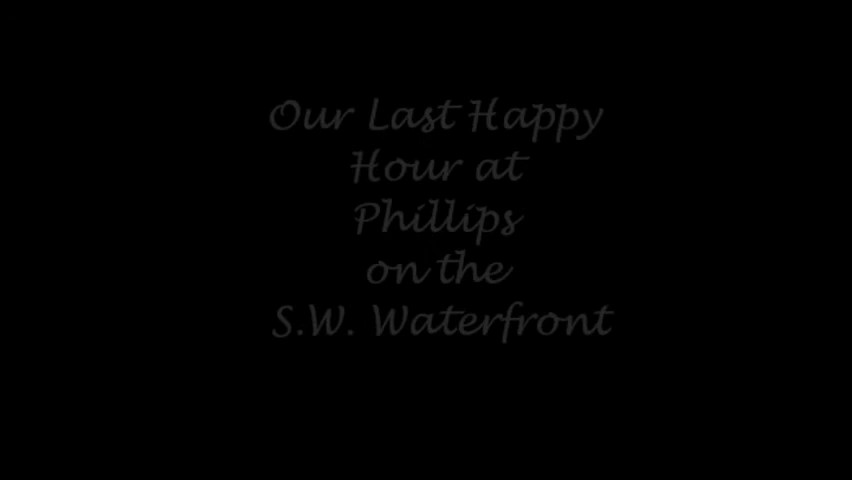 Our Last Happy
Hour at
Phillips
on the
S.W. Waterfront